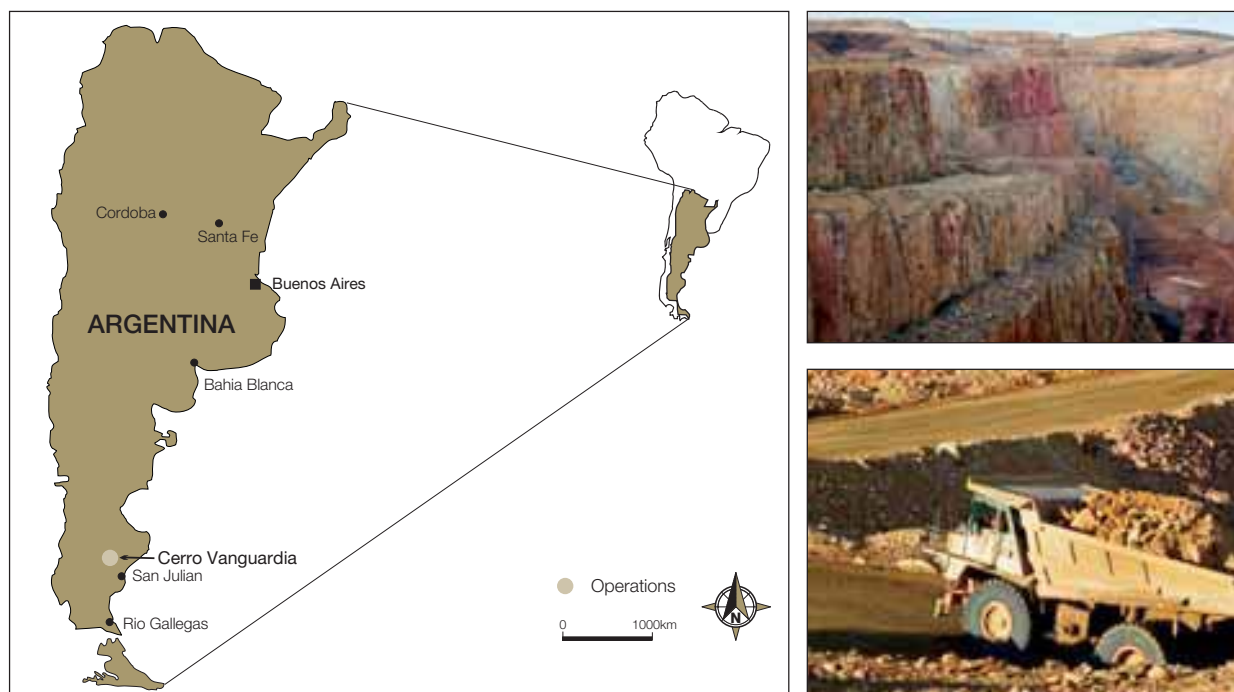 Cordoba
Santa Fe
Buenos Aires
ARGENTINA
Bahia Blanca
Cerro Vanguardia
San Julian
Operations
Rio Gallegas
N
0 1000km